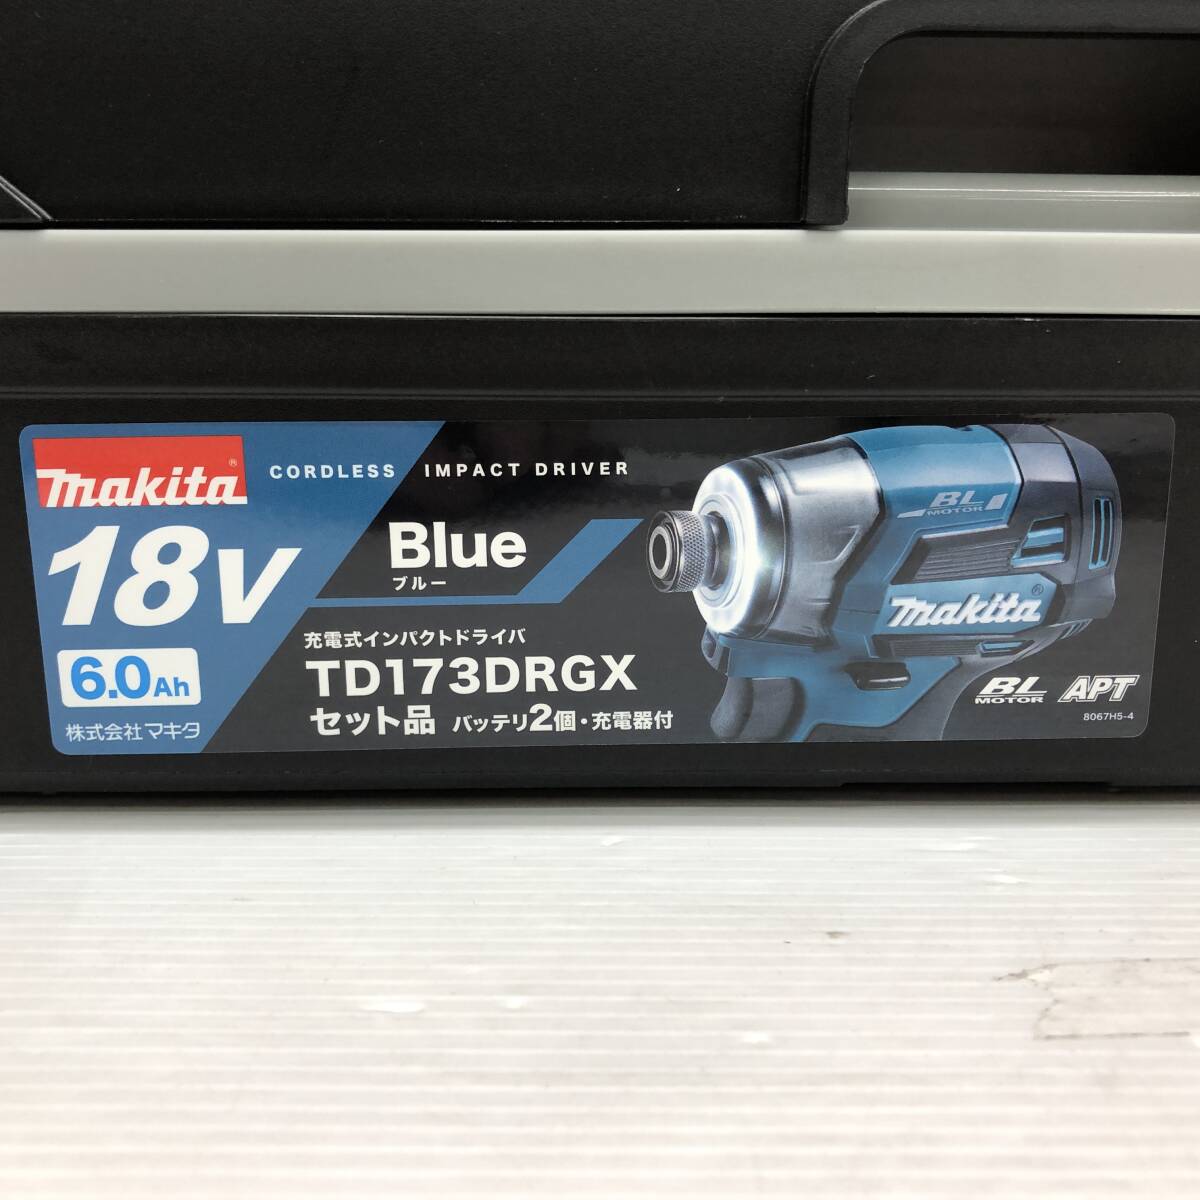 makita®
CORDLESS IMPACT DRIVER
18V
Blue
ブルー
6.0Ah
株式会社マキタ
充電式インパクトドライバ
TD173DRGX
セット品 バッテリ2個・充電器付
BL
MOTOR
makita®
BL
MOTOR
APT
8067H5-4